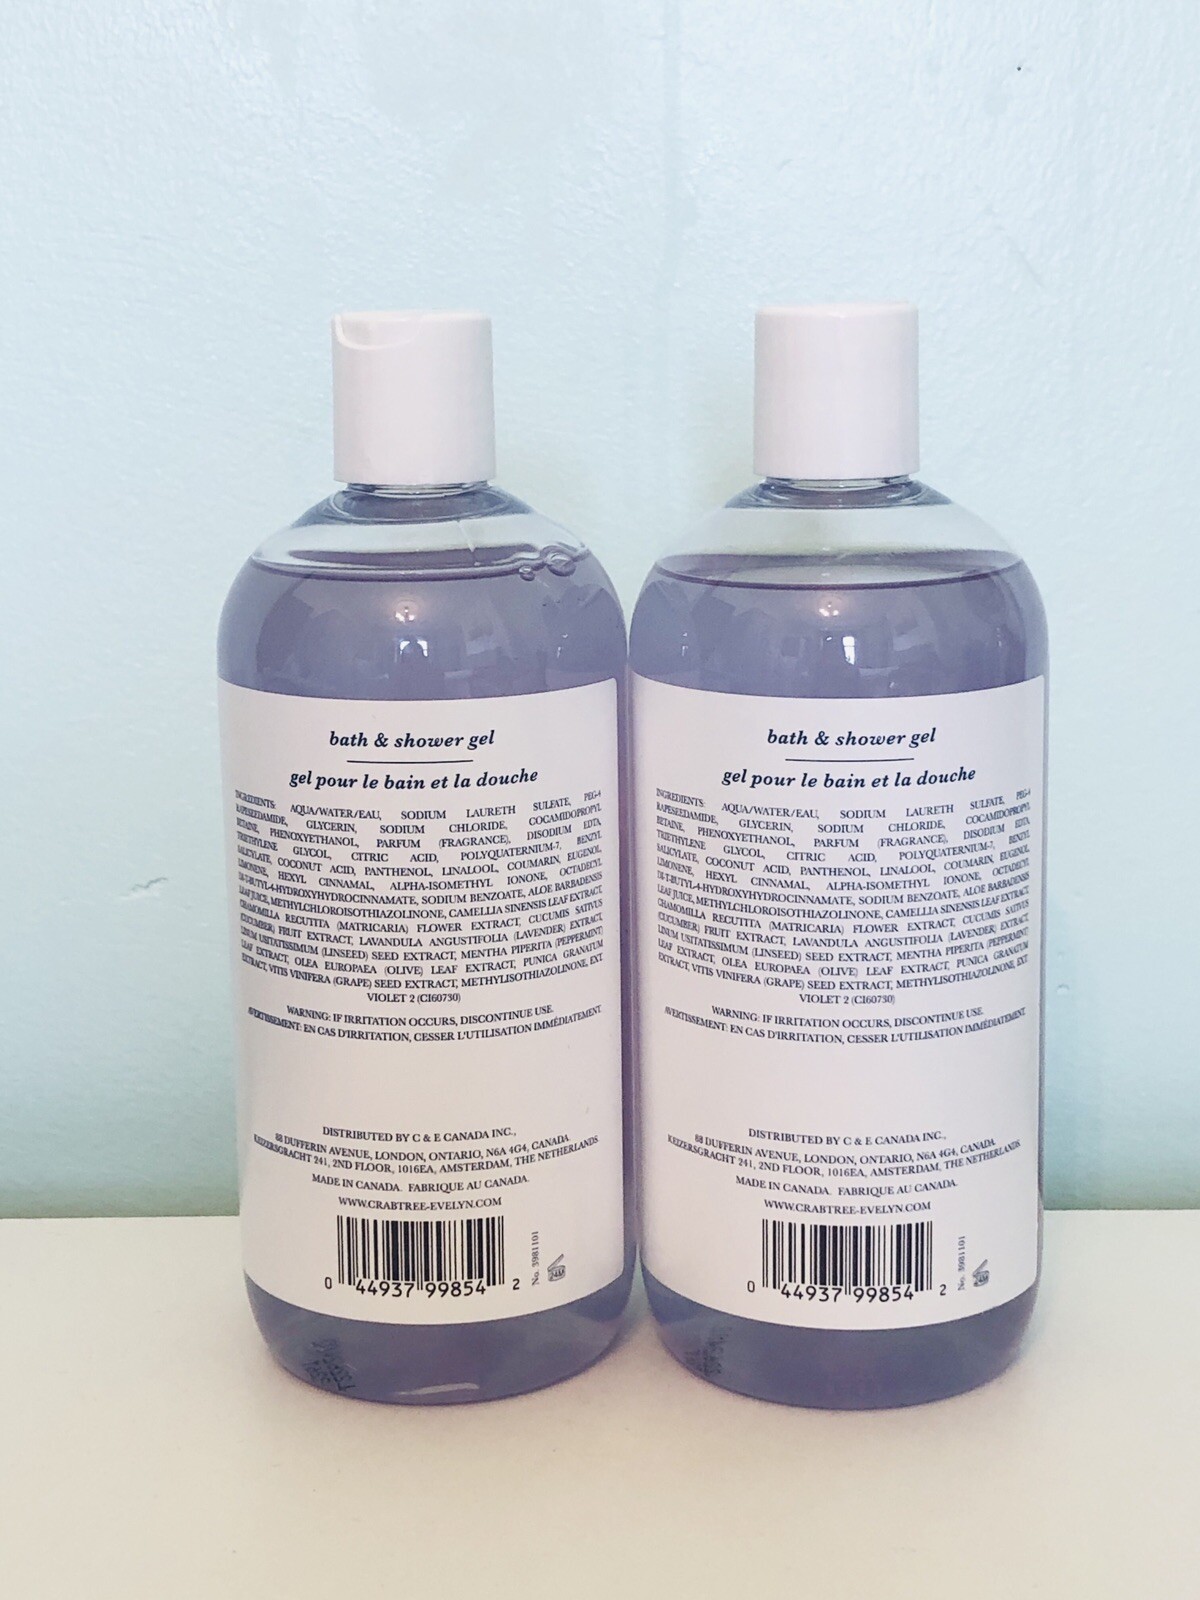 bath & shower gel
gel pour le bain et la douche
INGREDIENTS: AQUA/WATER/EAU, SODIUM LAURETH SULFATE, PEG-4
RAPESEEDAMIDE, GLYCERIN, SODIUM CHLORIDE, COCAMIDOPROPYL
BETAINE, PHENOXYETHANOL, PARFUM (FRAGRANCE), DISODIUM EDTA,
TRIETHYLENE GLYCOL, CITRIC ACID, POLYQUATERNIUM-7, BENZYL
SALICYLATE, COCONUT ACID, PANTHENOL, LINALOOL, COUMARIN, EUGENOL,
LIMONENE, HEXYL CINNAMAL, ALPHA-ISOMETHYL IONONE, OCTADECYL
DI-T-BUTYL-4-HYDROXYHYDROCINNAMATE, SODIUM BENZOATE, ALOE BARBADENSIS
LEAF JUICE, METHYLCHLOROISOTHIAZOLINONE, CAMELLIA SINENSIS LEAF EXTRACT,
CHAMOMILLA RECUTITA (MATRICARIA) FLOWER EXTRACT, CUCUMIS SATIVUS
(CUCUMBER) FRUIT EXTRACT, LAVANDULA ANGUSTIFOLIA (LAVENDER) EXTRACT,
LINUM USITATISSIMUM (LINSEED) SEED EXTRACT, MENTHA PIPERITA (PEPPERMINT)
LEAF EXTRACT, OLEA EUROPAEA (OLIVE) LEAF EXTRACT, PUNICA GRANATUM
EXTRACT, VITIS VINIFERA (GRAPE) SEED EXTRACT, METHYLISOTHIAZOLINONE, EXT.
VIOLET 2 (CI60730)
WARNING: IF IRRITATION OCCURS, DISCONTINUE USE.
AVERTISSEMENT: EN CAS D'IRRITATION, CESSER L'UTILISATION IMMÉDIATEMENT.
DISTRIBUTED BY C & E CANADA INC.,
88 DUFFERIN AVENUE, LONDON, ONTARIO, N6A 4G4, CANADA.
KEIZERSGRACHT 241, 2ND FLOOR, 1016EA, AMSTERDAM, THE NETHERLANDS.
MADE IN CANADA. FABRIQUE AU CANADA.
WWW.CRABTREE-EVELYN.COM
0 44937 99854 2
No. 3981101
24M
bath & shower gel
gel pour le bain et la douche
INGREDIENTS: AQUA/WATER/EAU, SODIUM LAURETH SULFATE, PEG-4
RAPESEEDAMIDE, GLYCERIN, SODIUM CHLORIDE, COCAMIDOPROPYL
BETAINE, PHENOXYETHANOL, PARFUM (FRAGRANCE), DISODIUM EDTA,
TRIETHYLENE GLYCOL, CITRIC ACID, POLYQUATERNIUM-7, BENZYL
SALICYLATE, COCONUT ACID, PANTHENOL, LINALOOL, COUMARIN, EUGENOL,
LIMONENE, HEXYL CINNAMAL, ALPHA-ISOMETHYL IONONE, OCTADECYL
DI-T-BUTYL-4-HYDROXYHYDROCINNAMATE, SODIUM BENZOATE, ALOE BARBADENSIS
LEAF JUICE, METHYLCHLOROISOTHIAZOLINONE, CAMELLIA SINENSIS LEAF EXTRACT,
CHAMOMILLA RECUTITA (MATRICARIA) FLOWER EXTRACT, CUCUMIS SATIVUS
(CUCUMBER) FRUIT EXTRACT, LAVANDULA ANGUSTIFOLIA (LAVENDER) EXTRACT,
LINUM USITATISSIMUM (LINSEED) SEED EXTRACT, MENTHA PIPERITA (PEPPERMINT)
LEAF EXTRACT, OLEA EUROPAEA (OLIVE) LEAF EXTRACT, PUNICA GRANATUM
EXTRACT, VITIS VINIFERA (GRAPE) SEED EXTRACT, METHYLISOTHIAZOLINONE, EXT.
VIOLET 2 (CI60730)
WARNING: IF IRRITATION OCCURS, DISCONTINUE USE.
AVERTISSEMENT: EN CAS D'IRRITATION, CESSER L'UTILISATION IMMÉDIATEMENT.
DISTRIBUTED BY C & E CANADA INC.,
88 DUFFERIN AVENUE, LONDON, ONTARIO, N6A 4G4, CANADA.
KEIZERSGRACHT 241, 2ND FLOOR, 1016EA, AMSTERDAM, THE NETHERLANDS.
MADE IN CANADA. FABRIQUE AU CANADA.
WWW.CRABTREE-EVELYN.COM
0 44937 99854 2
No. 3981101
24M